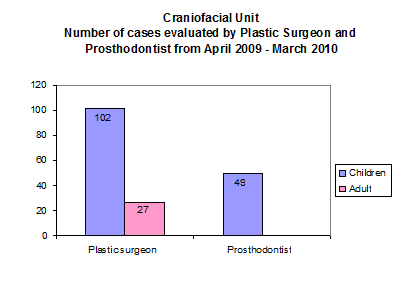 Craniofacial Unit
Number of cases evaluated by Plastic Surgeon and
Prosthodontist from April 2009 - March 2010
120
100
80
60
40
20
0
102
27
49
Plastic surgeon
Prosthodontist
Children
Adult